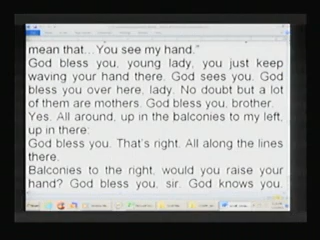 mean that...You see my hand."
God bless you, young lady, you just keep
waving your hand there. God sees you. God
bless you over here, lady. No doubt but a lot
of them are mothers. God bless you, brother.
Yes. All around, up in the balconies to my left,
up in there:
God bless you. That's right. All along the lines
there.
Balconies to the right, would you raise your
hand? God bless you, sir. God knows you.